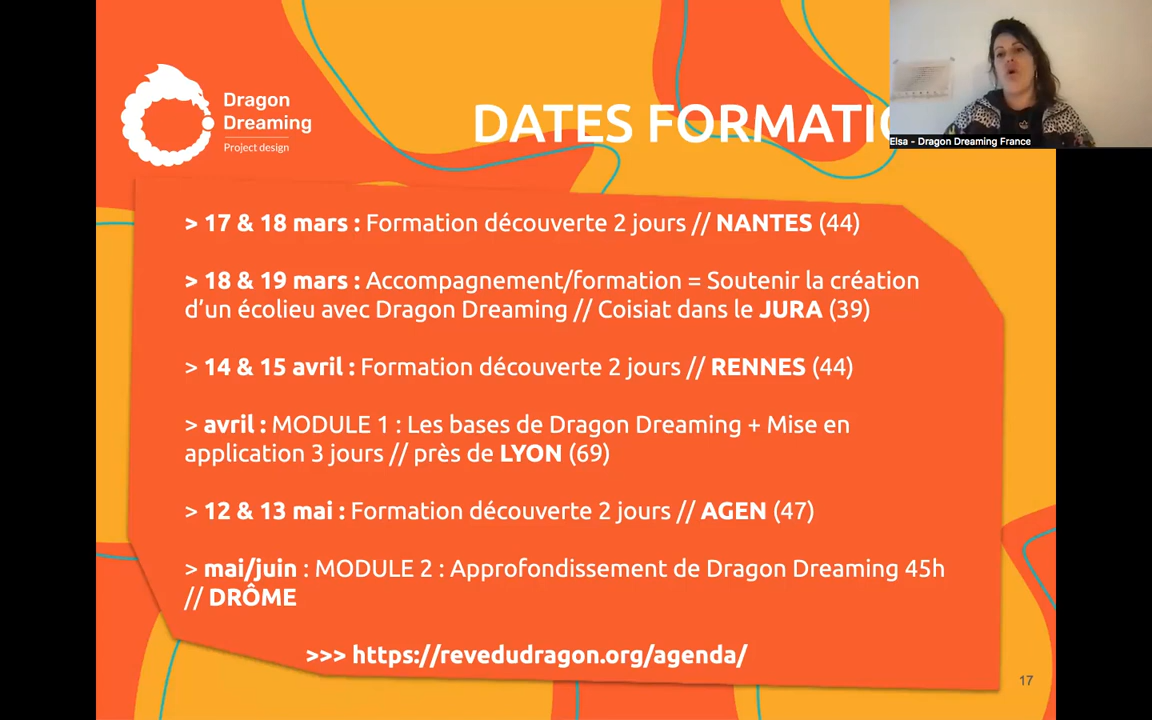 Dragon
Dreaming
Project design
DATES FORMATIO
Elsa - Dragon Dreaming France
> 17 & 18 mars : Formation découverte 2 jours // NANTES (44)
> 18 & 19 mars : Accompagnement/formation = Soutenir la création
d'un écolieu avec Dragon Dreaming // Coisiat dans le JURA (39)
> 14 & 15 avril : Formation découverte 2 jours // RENNES (44)
> avril : MODULE 1 : Les bases de Dragon Dreaming + Mise en
application 3 jours // près de LYON (69)
> 12 & 13 mai : Formation découverte 2 jours // AGEN (47)
> mai/juin : MODULE 2 : Approfondissement de Dragon Dreaming 45h
// DRÔME
>>> https://revedudragon.org/agenda/
17